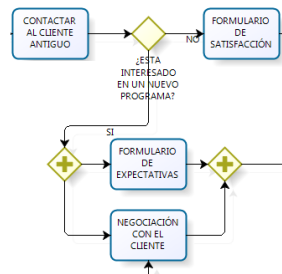 CONTACTAR
AL CLIENTE
ANTIGUO
FORMULARIO
DE
SATISFACCIÓN
NO
¿ESTA
INTERESADO
EN UN NUEVO
PROGRAMA?
SI
FORMULARIO
DE
EXPECTATIVAS
NEGOCIACIÓN
CON EL
CLIENTE